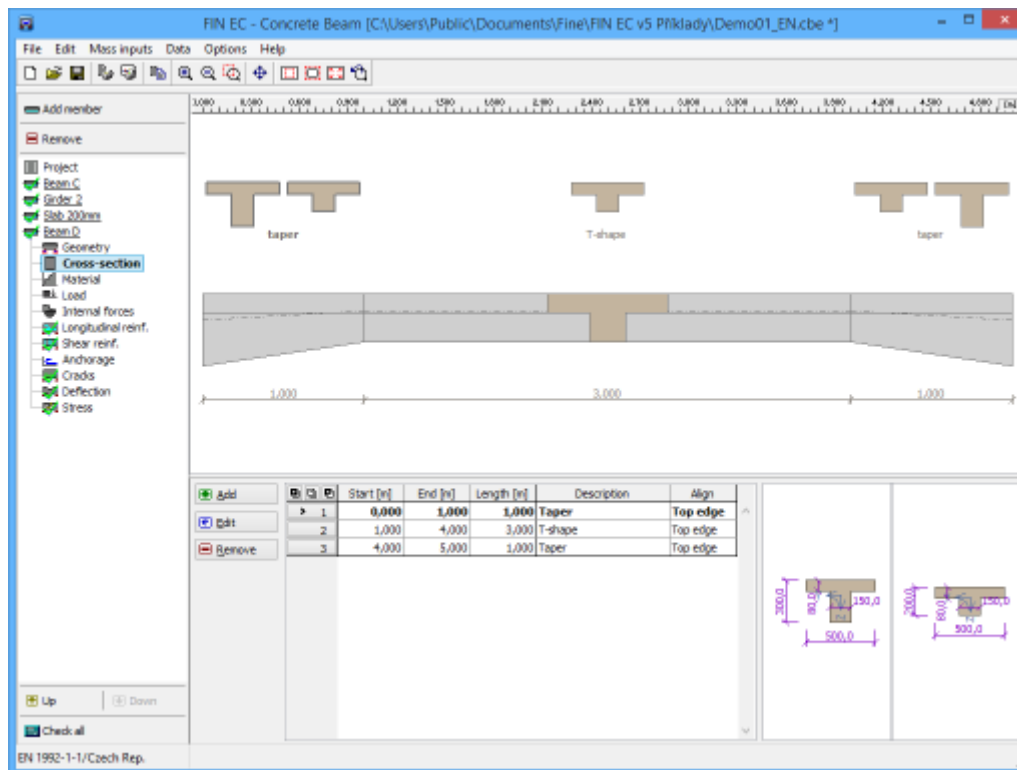 FIN EC - Concrete Beam [C:\Users\Public\Documents\Fine\FIN EC v5 Příklady\Demo01_EN.cbe *]
File Edit Mass inputs Data Options Help
Add member
Remove
[m]
Project
Beam C
Girder 2
Slab 200mm
Beam D
Geometry
Cross-section
Material
Load
Internal forces
Longitudinal reinf.
Shear reinf.
Anchorage
Cracks
Deflection
Stress
taper T-shape taper
1,000 3,000 1,000
Add
Edit
Remove
Start [m] End [m] Length [m] Description Align
1 0,000 1,000 1,000 Taper Top edge
2 1,000 4,000 3,000 T-shape Top edge
3 4,000 5,000 1,000 Taper Top edge
300,0 80,0 150,0 500,0
200,0 60,0 150,0 500,0
Up Down
Check all
EN 1992-1-1/Czech Rep.